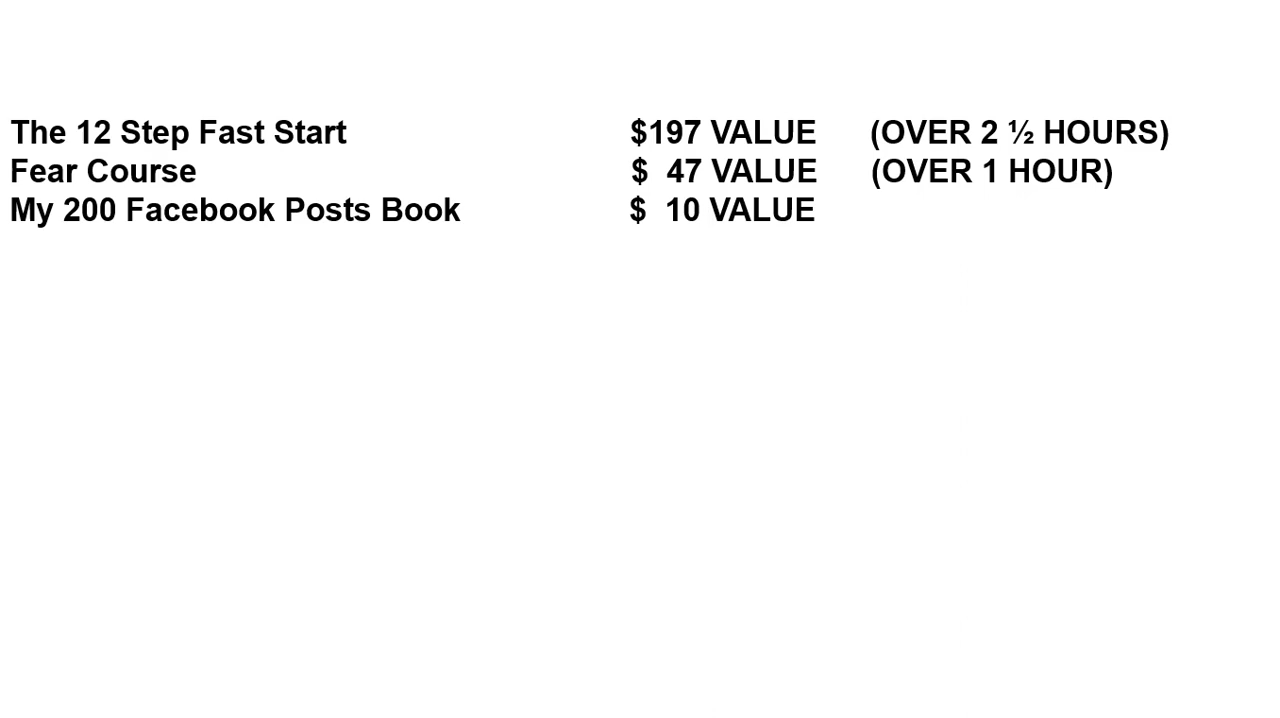 The 12 Step Fast Start $197 VALUE (OVER 2 ½ HOURS)
Fear Course $ 47 VALUE (OVER 1 HOUR)
My 200 Facebook Posts Book $ 10 VALUE